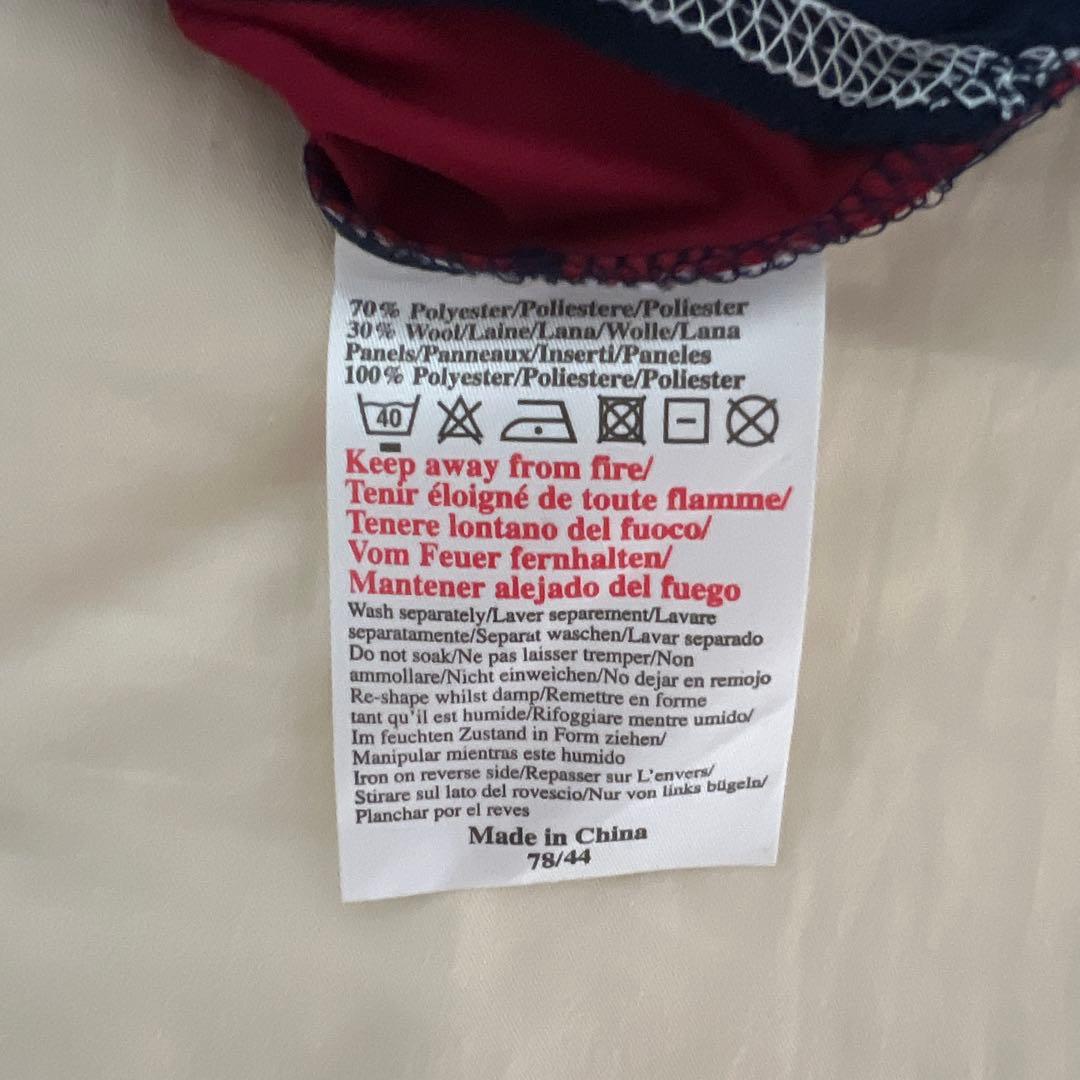 70% Polyester/Poliestere/Poliester
30% Wool/Laine/Lana/Wolle/Lana
Panels/Panneaux/Inserti/Paneles
100% Polyester/Poliestere/Poliester
40
Keep away from fire/
Tenir éloigné de toute flamme/
Tenere lontano del fuoco/
Vom Feuer fernhalten/
Mantener alejado del fuego
Wash separately/Laver separement/Lavare
separatamente/Separat waschen/Lavar separado
Do not soak/Ne pas laisser tremper/Non
ammollare/Nicht einweichen/No dejar en remojo
Re-shape whilst damp/Remettre en forme
tant qu'il est humide/Rifoggiare mentre umido/
Im feuchten Zustand in Form ziehen/
Manipular mientras este humido
Iron on reverse side/Repasser sur L'envers/
Stirare sul lato del rovescio/Nur von links bügeln/
Planchar por el reves
Made in China
78/44